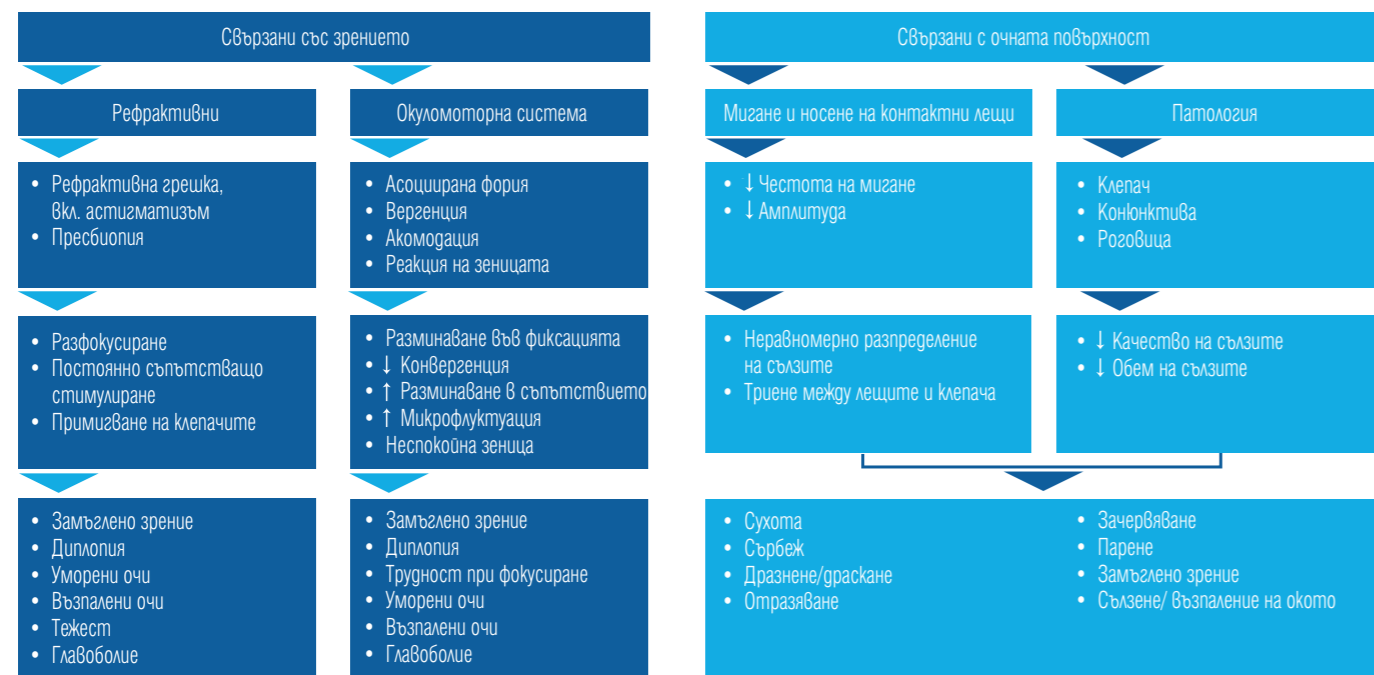 Свързани със зрението
Рефрактивни
• Рефрактивна грешка,
вкл. астигматизъм
• Пресбиопия
• Разфокусиране
• Постоянно съпътстващо
стимулиране
• Примигване на клепачите
• Замъглено зрение
• Диплопия
• Уморени очи
• Възпалени очи
• Тежест
• Главоболие
Окуломоторна система
• Асоциирана фория
• Вергенция
• Акомодация
• Реакция на зеницата
• Разминаване във фиксацията
• ↓ Конвергенция
• ↑ Разминаване в съпътствието
• ↑ Микрофлуктуация
• Неспокойна зеница
• Замъглено зрение
• Диплопия
• Трудност при фокусиране
• Уморени очи
• Възпалени очи
• Главоболие
Свързани с очната повърхност
Мигане и носене на контактни лещи
• ↓ Честота на мигане
• ↓ Амплитуда
• Неравномерно разпределение
на сълзите
• Триене между лещите и клепача
Патология
• Клепач
• Конюнктива
• Роговица
• ↓ Качество на сълзите
• ↓ Обем на сълзите
• Сухота
• Сърбеж
• Дразнене/драскане
• Отразяване
• Зачервяване
• Парене
• Замъглено зрение
• Сълзене/ възпаление на окото